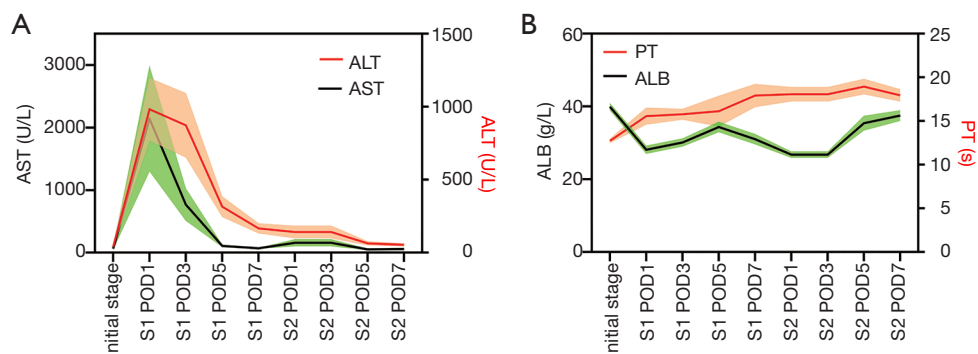 A
AST (U/L)
3000
2000
1000
0
ALT
AST
1500
1000
500
0
ALT (U/L)
nitial stage
S1 POD1
S1 POD3
S1 POD5
S1 POD7
S2 POD1
S2 POD3
S2 POD5
S2 POD7
B
ALB (g/L)
60
40
20
0
PT
ALB
25
20
15
10
5
0
PT (s)
nitial stage
S1 POD1
S1 POD3
S1 POD5
S1 POD7
S2 POD1
S2 POD3
S2 POD5
S2 POD7